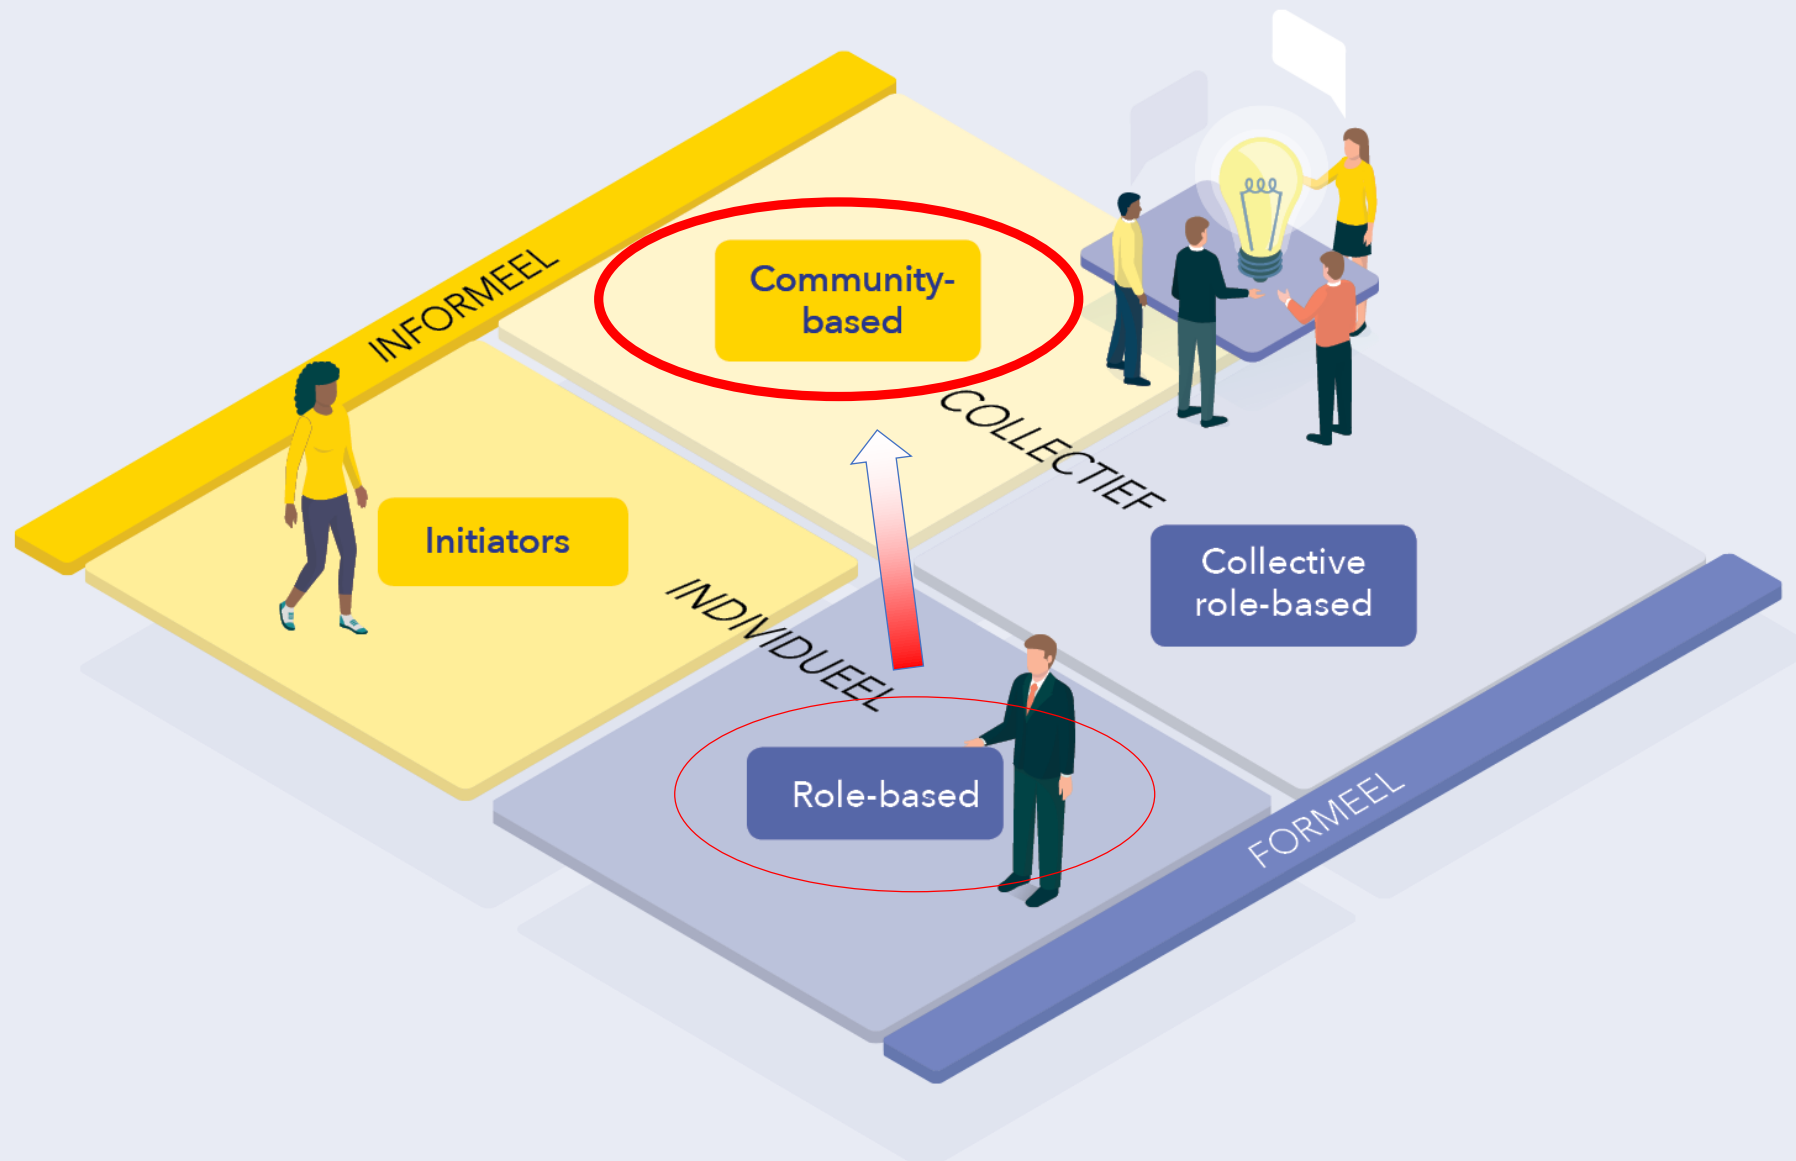 INFORMEEL
Community-
based
COLLECTIEF
Initiators
INDIVIDUEEL
Collective
role-based
Role-based
FORMEEL